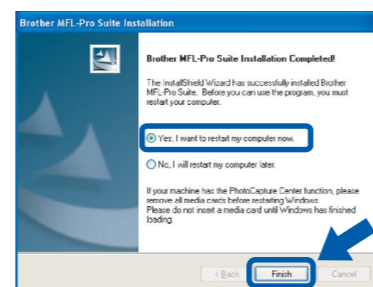 Brother MFL-Pro Suite Installation
Brother MFL-Pro Suite Installation Completed!
The InstallShield Wizard has successfully installed Brother
MFL-Pro Suite. Before you can use the program, you must
restart your computer.
Yes, I want to restart my computer now.
No, I will restart my computer later.
If your machine has the PhotoCapture Center function, please
remove all media cards before restarting Windows.
Please do not insert a media card until Windows has finished
loading.
< Back
Finish
Cancel